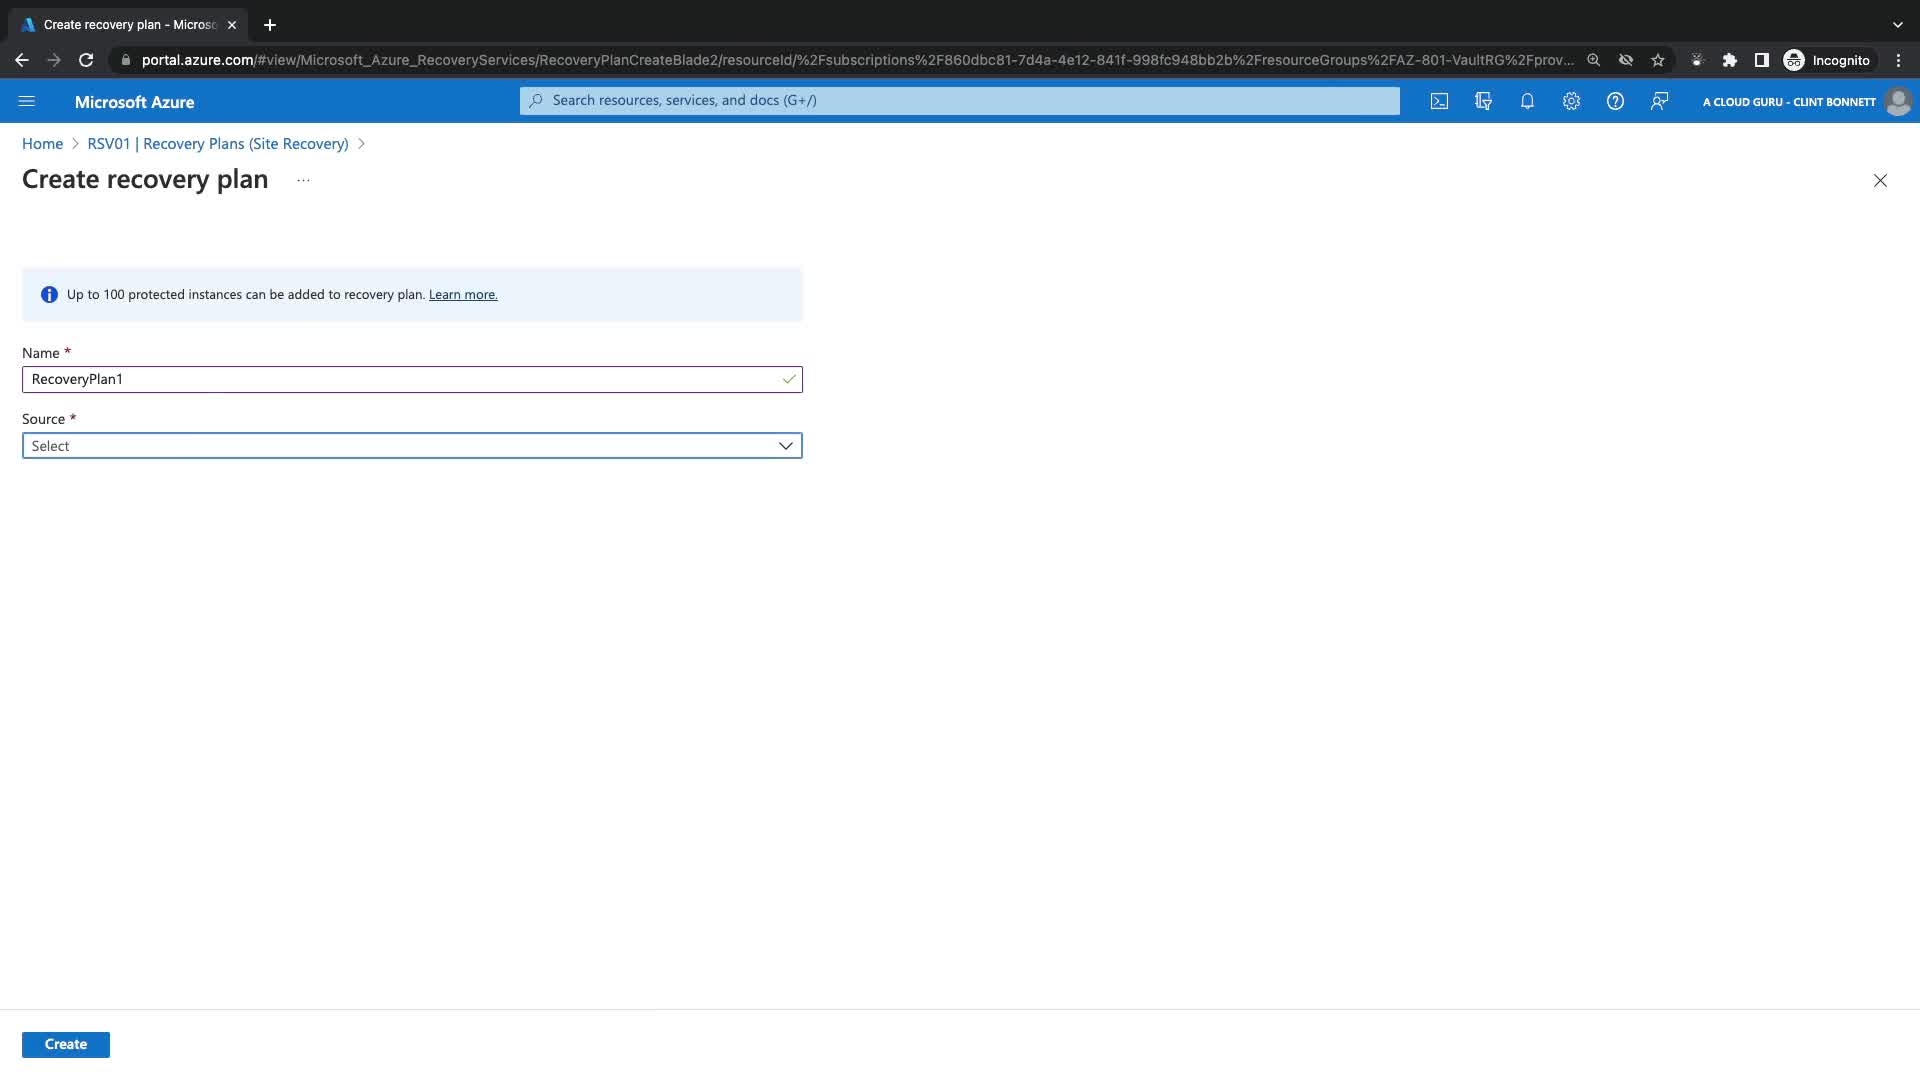 Create recovery plan - Microso
portal.azure.com/#view/Microsoft_Azure_RecoveryServices/RecoveryPlanCreateBlade2/resourceId/%2Fsubscriptions%2F860dbc81-7d4a-4e12-841f-998fc948bb2b%2FresourceGroups%2FAZ-801-VaultRG%2Fprov...
Incognito
Microsoft Azure
Search resources, services, and docs (G+/)
A CLOUD GURU - CLINT BONNETT
Home > RSV01 | Recovery Plans (Site Recovery) >
Create recovery plan ...
Up to 100 protected instances can be added to recovery plan. Learn more.
Name *
RecoveryPlan1
Source *
Select
Create